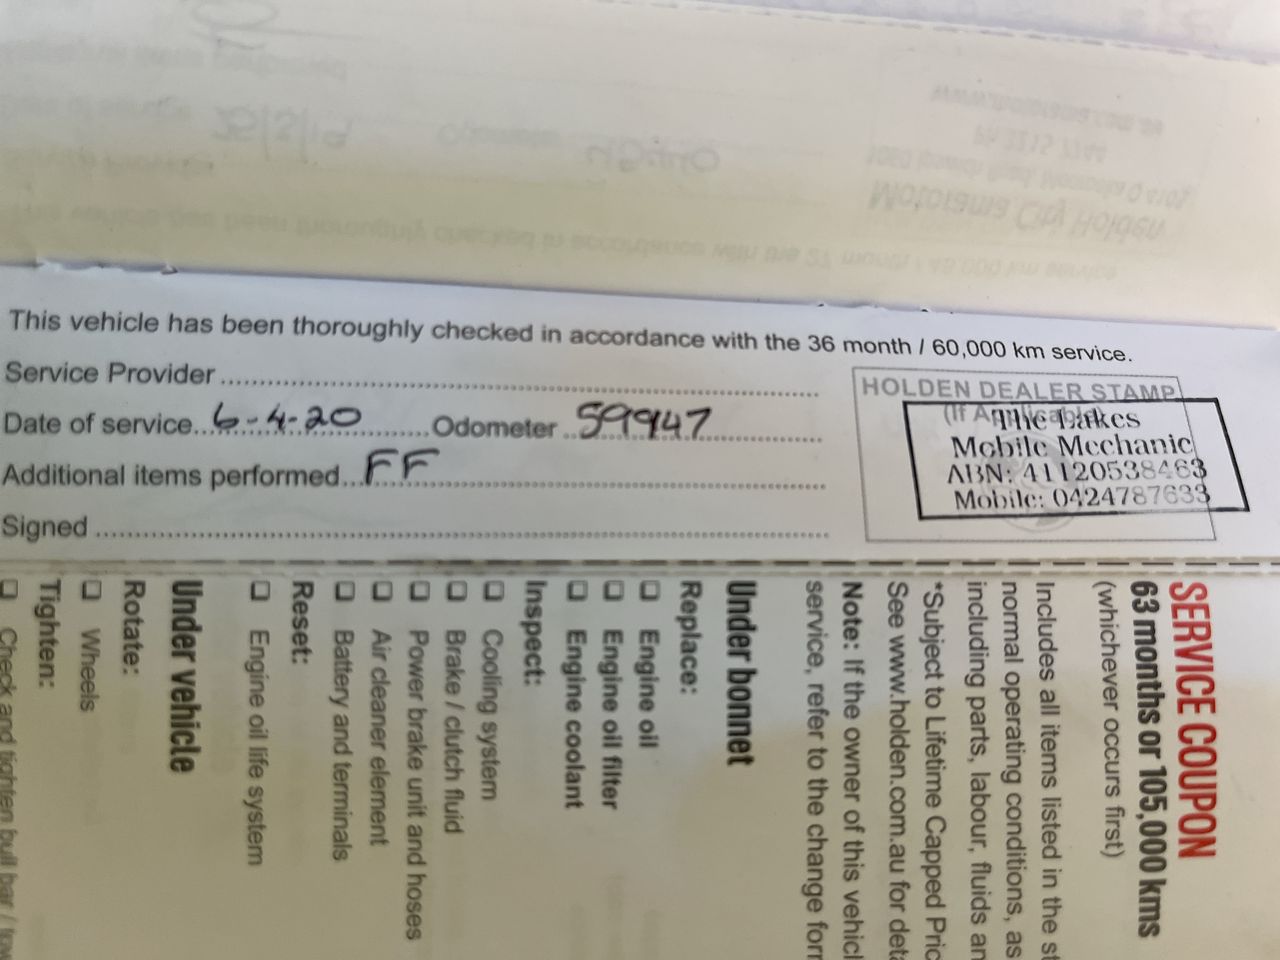 This vehicle has been thoroughly checked in accordance with the 36 month / 60,000 km service.
Service Provider
Date of service 6-4-20 Odometer 59947
Additional items performed FF
Signed
HOLDEN DEALER STAMP
(If Applicable)
The Lakes
Mobile Mechanic
ABN: 41120538463
Mobile: 0424787633
SERVICE COUPON
63 months or 105,000 kms
(whichever occurs first)
Includes all items listed in the
normal operating conditions, as
including parts, labour, fluids
*Subject to Lifetime Capped
See www.holden.com.au for
Note: If the owner of this
service, refer to the change
Under bonnet
Replace:
❑ Engine oil
❑ Engine oil filter
❑ Engine coolant
Inspect:
❑ Cooling system
❑ Brake / clutch fluid
❑ Power brake unit and hoses
❑ Air cleaner element
❑ Battery and terminals
Reset:
❑ Engine oil life system
Under vehicle
Rotate:
❑ Wheels
Tighten:
❑ Check and tighten bull bar /
Motorama City Holden